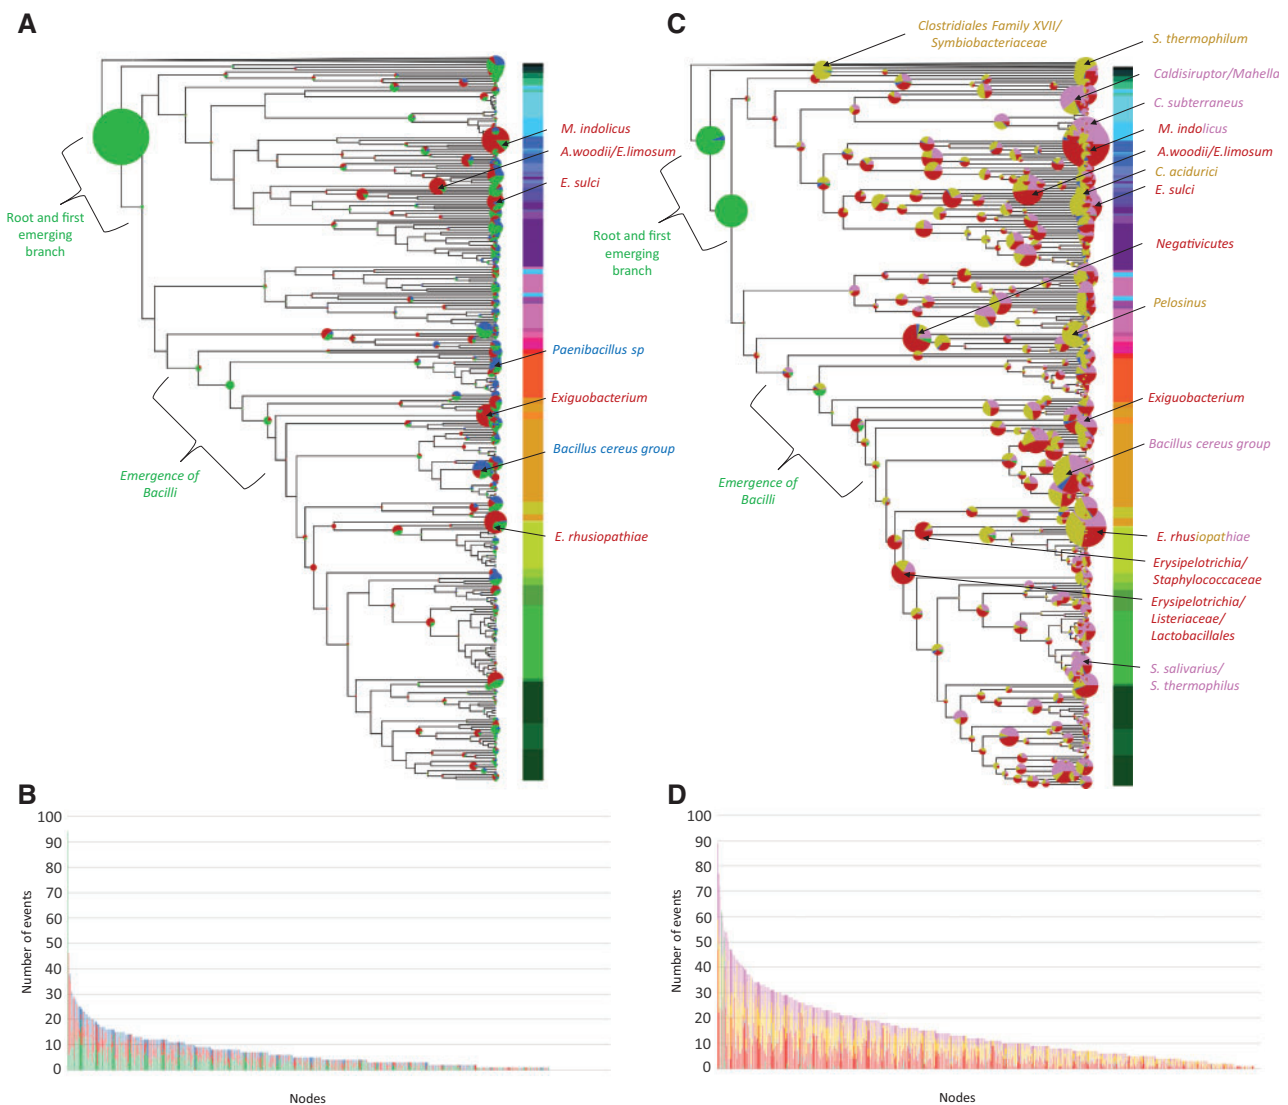 A
M. indolicus
A.woodii/E.limosum
E. sulci
Root and first
emerging
branch
Paenibacillus sp
Exiguobacterium
Bacillus cereus group
Emergence of
Bacilli
E. rhusiopathiae
C
Clostridiales Family XVII/
Symbiobacteriaceae
S. thermophilum
Caldisiruptor/Mahella
C. subterraneus
M. indolicus
A.woodii/E.limosum
C. acidurici
E. sulci
Root and first
emerging
branch
Negativicutes
Pelosinus
Exiguobacterium
Bacillus cereus group
Emergence of
Bacilli
E. rhusiopathiae
Erysipelotrichia/
Staphylococcaceae
Erysipelotrichia/
Listeriaceae/
Lactobacillales
S. salivarius/
S. thermophilus
B
100
90
80
70
60
50
40
30
20
10
0
Number of events
Nodes
D
100
90
80
70
60
50
40
30
20
10
0
Number of events
Nodes